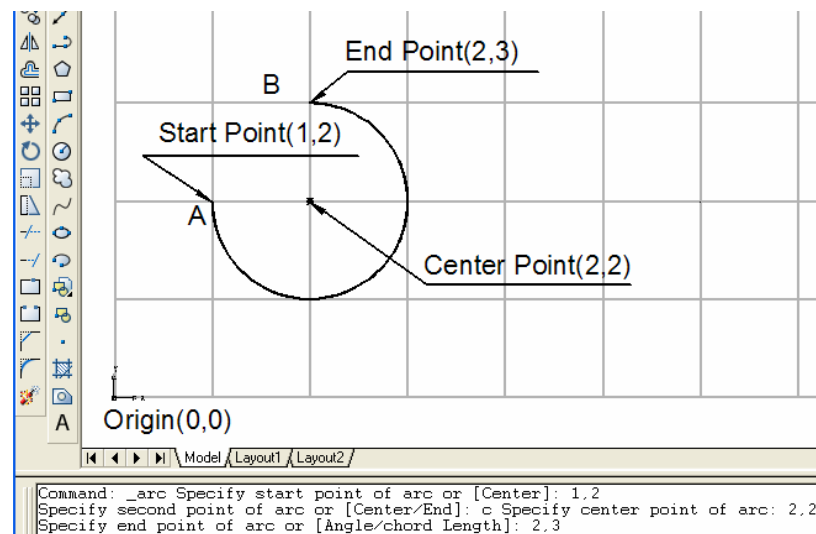 End Point(2,3)
B
Start Point(1,2)
A
Center Point(2,2)
A
Origin(0,0)
Model
Layout1
Layout2
Command: _arc Specify start point of arc or [Center]: 1,2
Specify second point of arc or [Center/End]: c Specify center point of arc: 2,2
Specify end point of arc or [Angle/chord Length]: 2,3